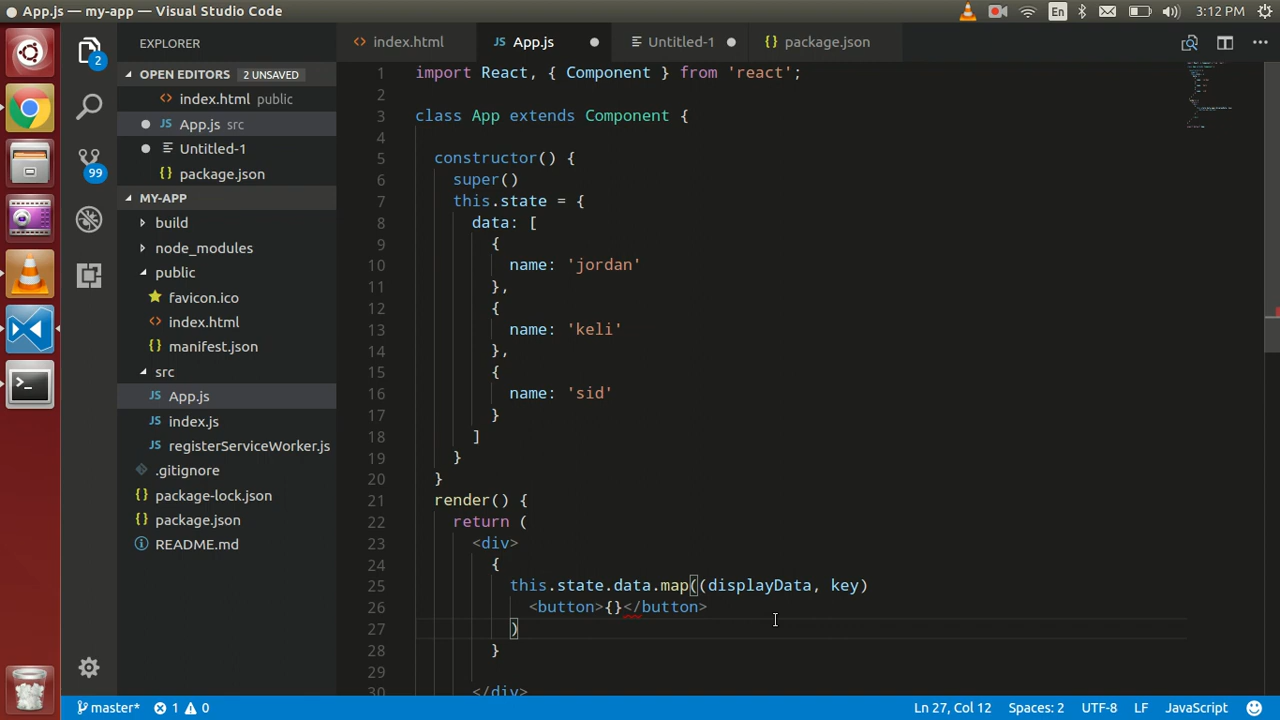 App.js — my-app — Visual Studio Code
En
3:12 PM
EXPLORER
index.html
App.js
Untitled-1
package.json
OPEN EDITORS 2 UNSAVED
index.html public
App.js src
Untitled-1
package.json
MY-APP
build
node_modules
public
favicon.ico
index.html
manifest.json
src
App.js
index.js
registerServiceWorker.js
.gitignore
package-lock.json
package.json
README.md
2
99
1 import React, { Component } from 'react';
2
3 class App extends Component {
4
5 constructor() {
6 super()
7 this.state = {
8 data: [
9 {
10 name: 'jordan'
11 },
12 {
13 name: 'keli'
14 },
15 {
16 name: 'sid'
17 }
18 ]
19 }
20 }
21 render() {
22 return (
23 <div>
24 {
25 this.state.data.map((displayData, key)
26 <button>{}</button>
27 )
28 }
29
30 </div>
master* 1 0
Ln 27, Col 12 Spaces: 2 UTF-8 LF JavaScript